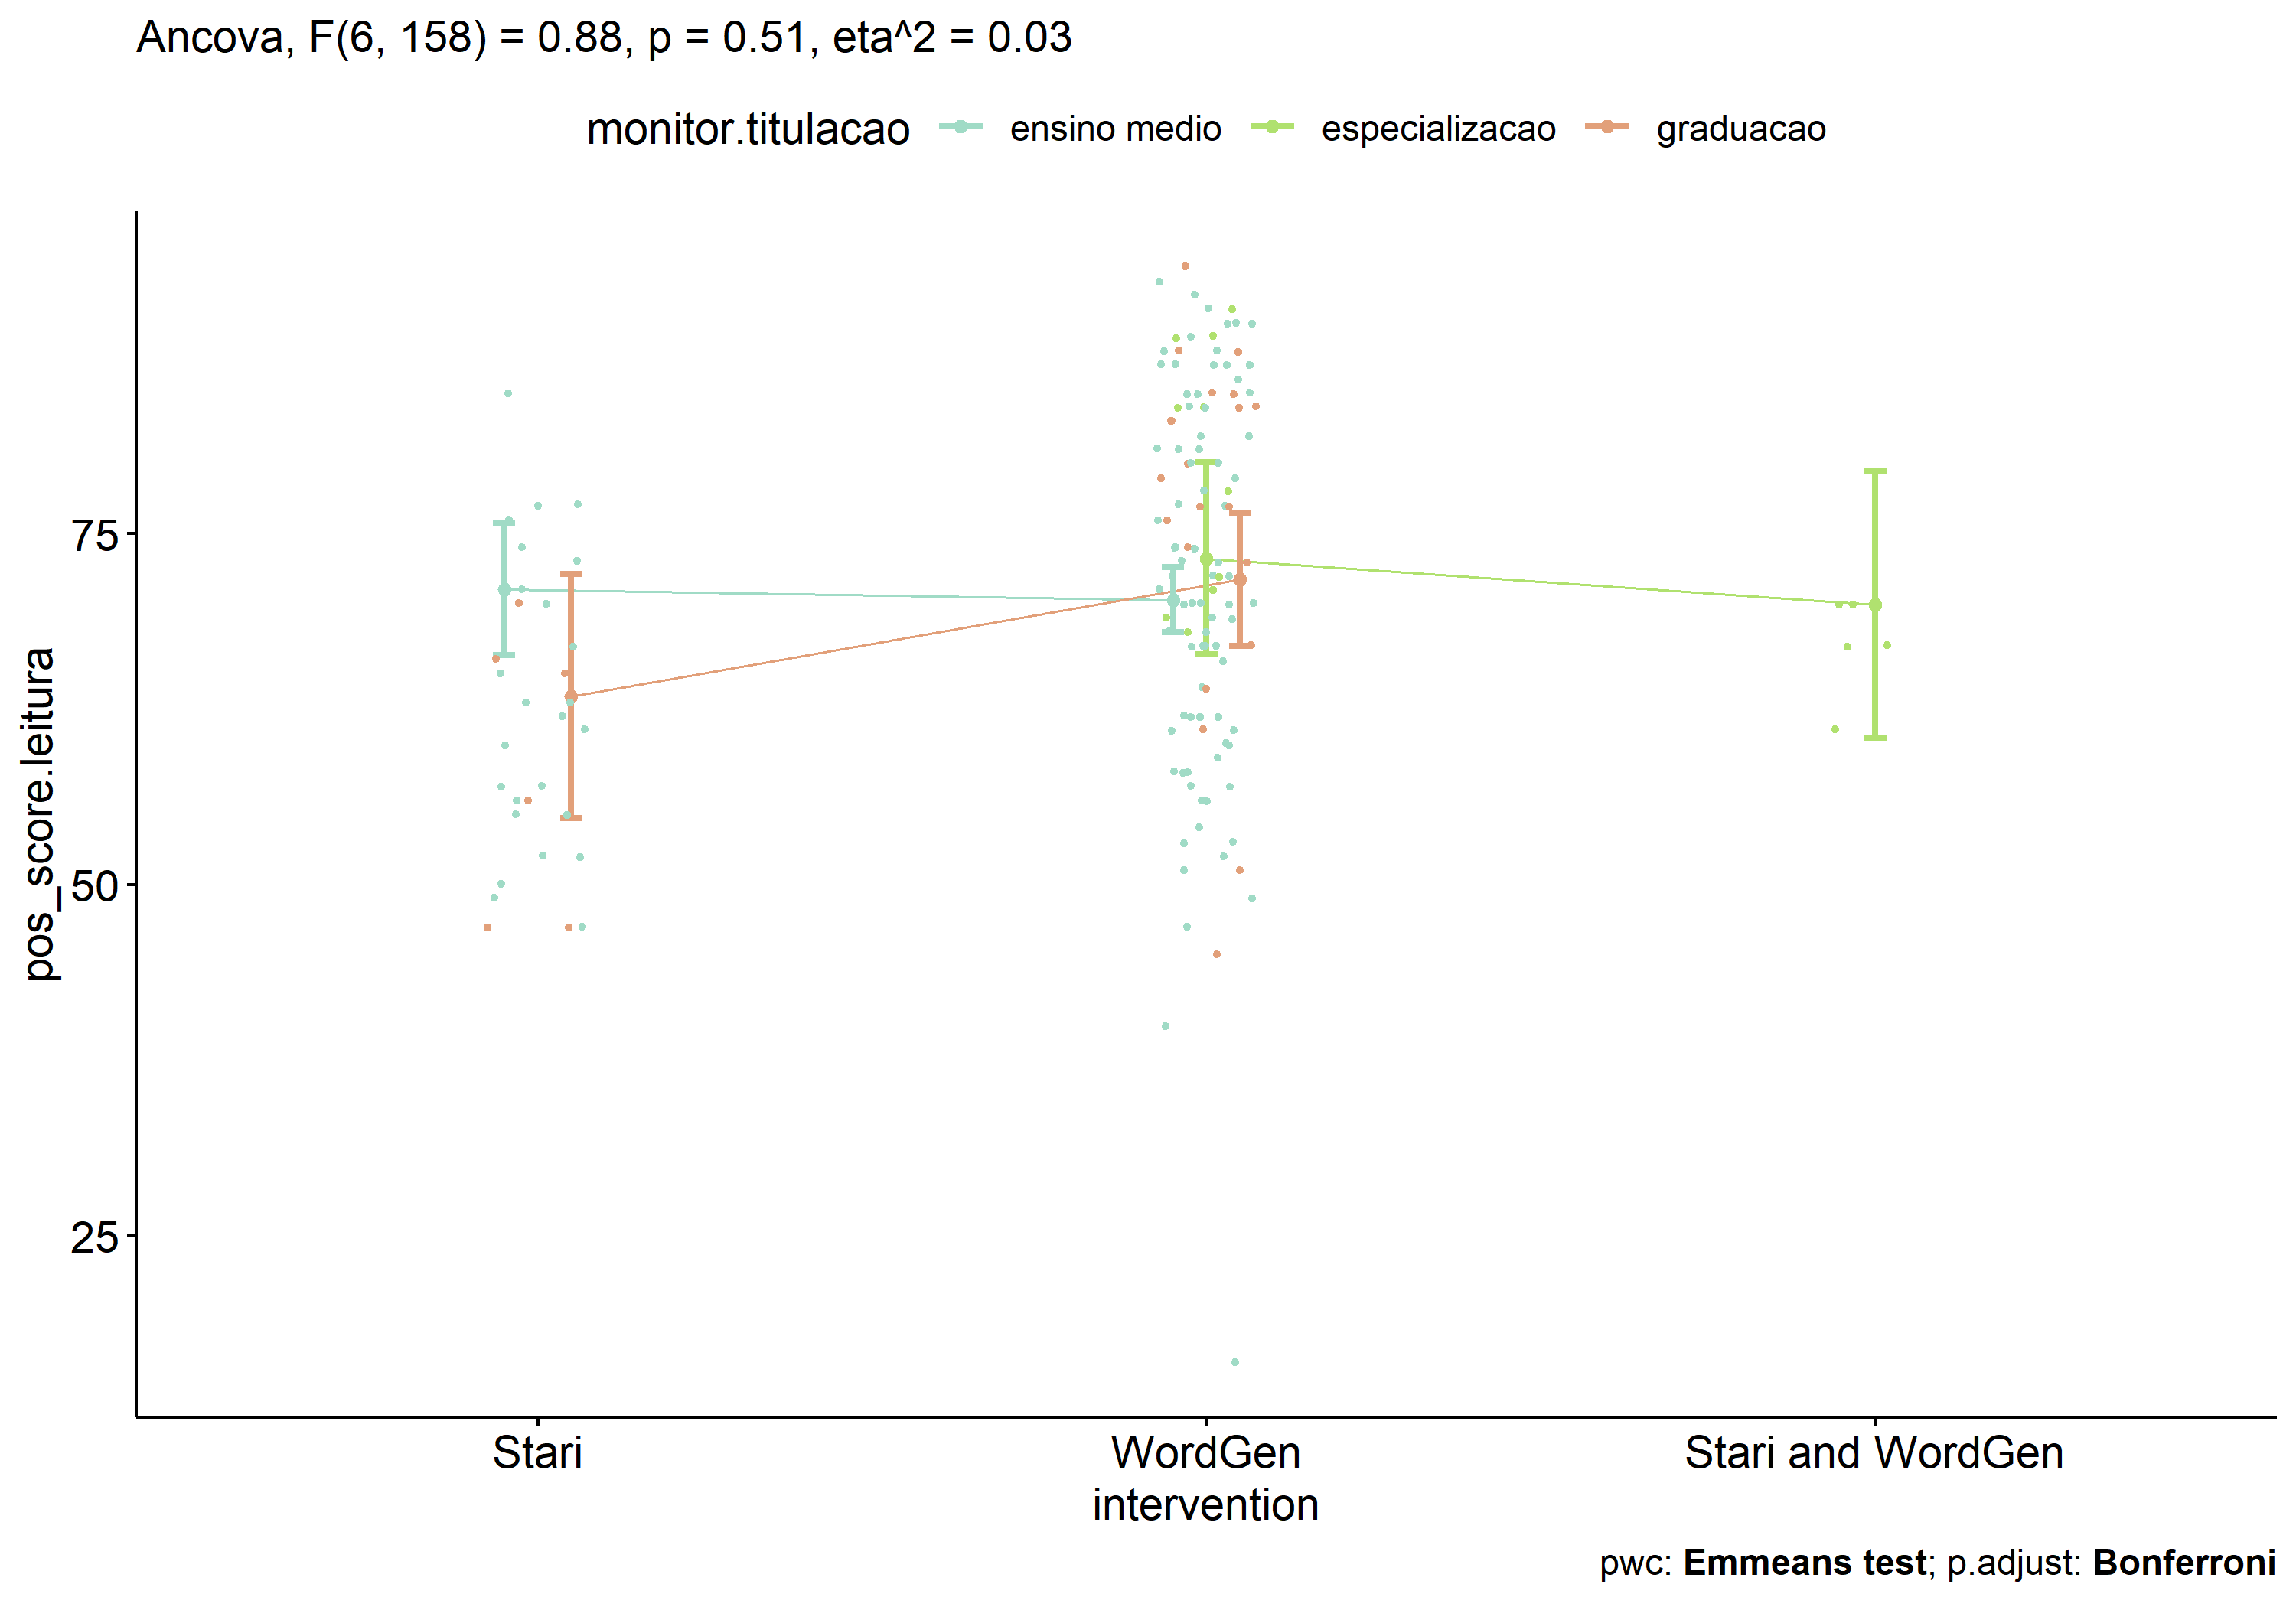 Ancova, F(6, 158) = 0.88, p = 0.51, eta^2 = 0.03
monitor.titulacao ensino medio especializacao graduacao
pos_score.leitura
75
50
25
Stari WordGen Stari and WordGen
intervention
pwc: Emmeans test; p.adjust: Bonferroni